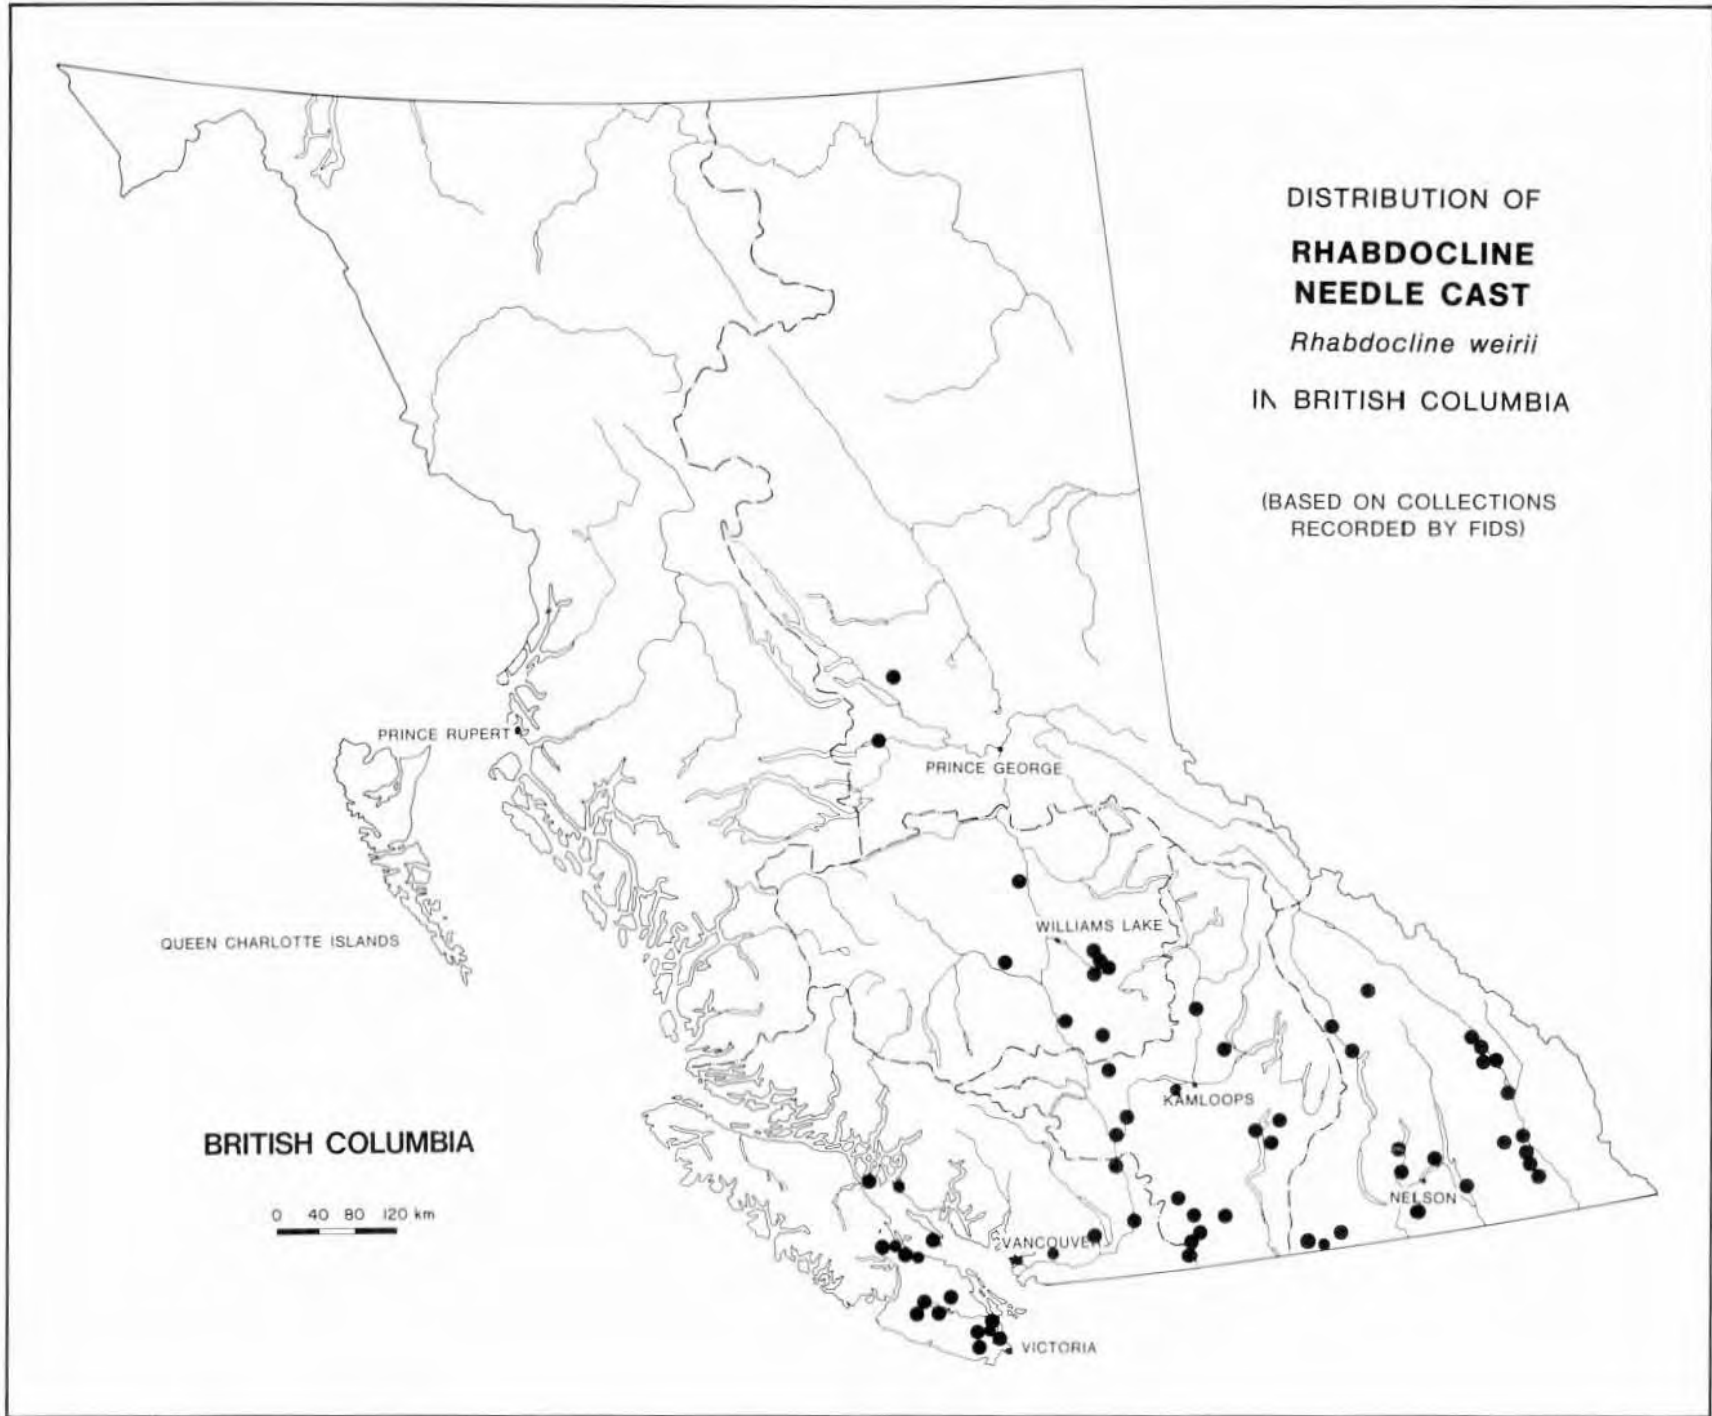 DISTRIBUTION OF
RHABDOCLINE
NEEDLE CAST
Rhabdocline weirii
IN BRITISH COLUMBIA
(BASED ON COLLECTIONS
RECORDED BY FIDS)
PRINCE RUPERT
PRINCE GEORGE
QUEEN CHARLOTTE ISLANDS
WILLIAMS LAKE
KAMLOOPS
BRITISH COLUMBIA
NELSON
0 40 80 120 km
VANCOUVER
VICTORIA